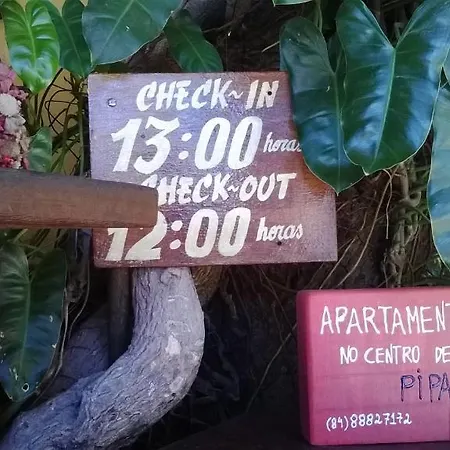 CHECK~IN
13:00 horas
CHECK~OUT
12:00 horas
APARTAMENT
NO CENTRO DE
PIPA
(84) 88827172